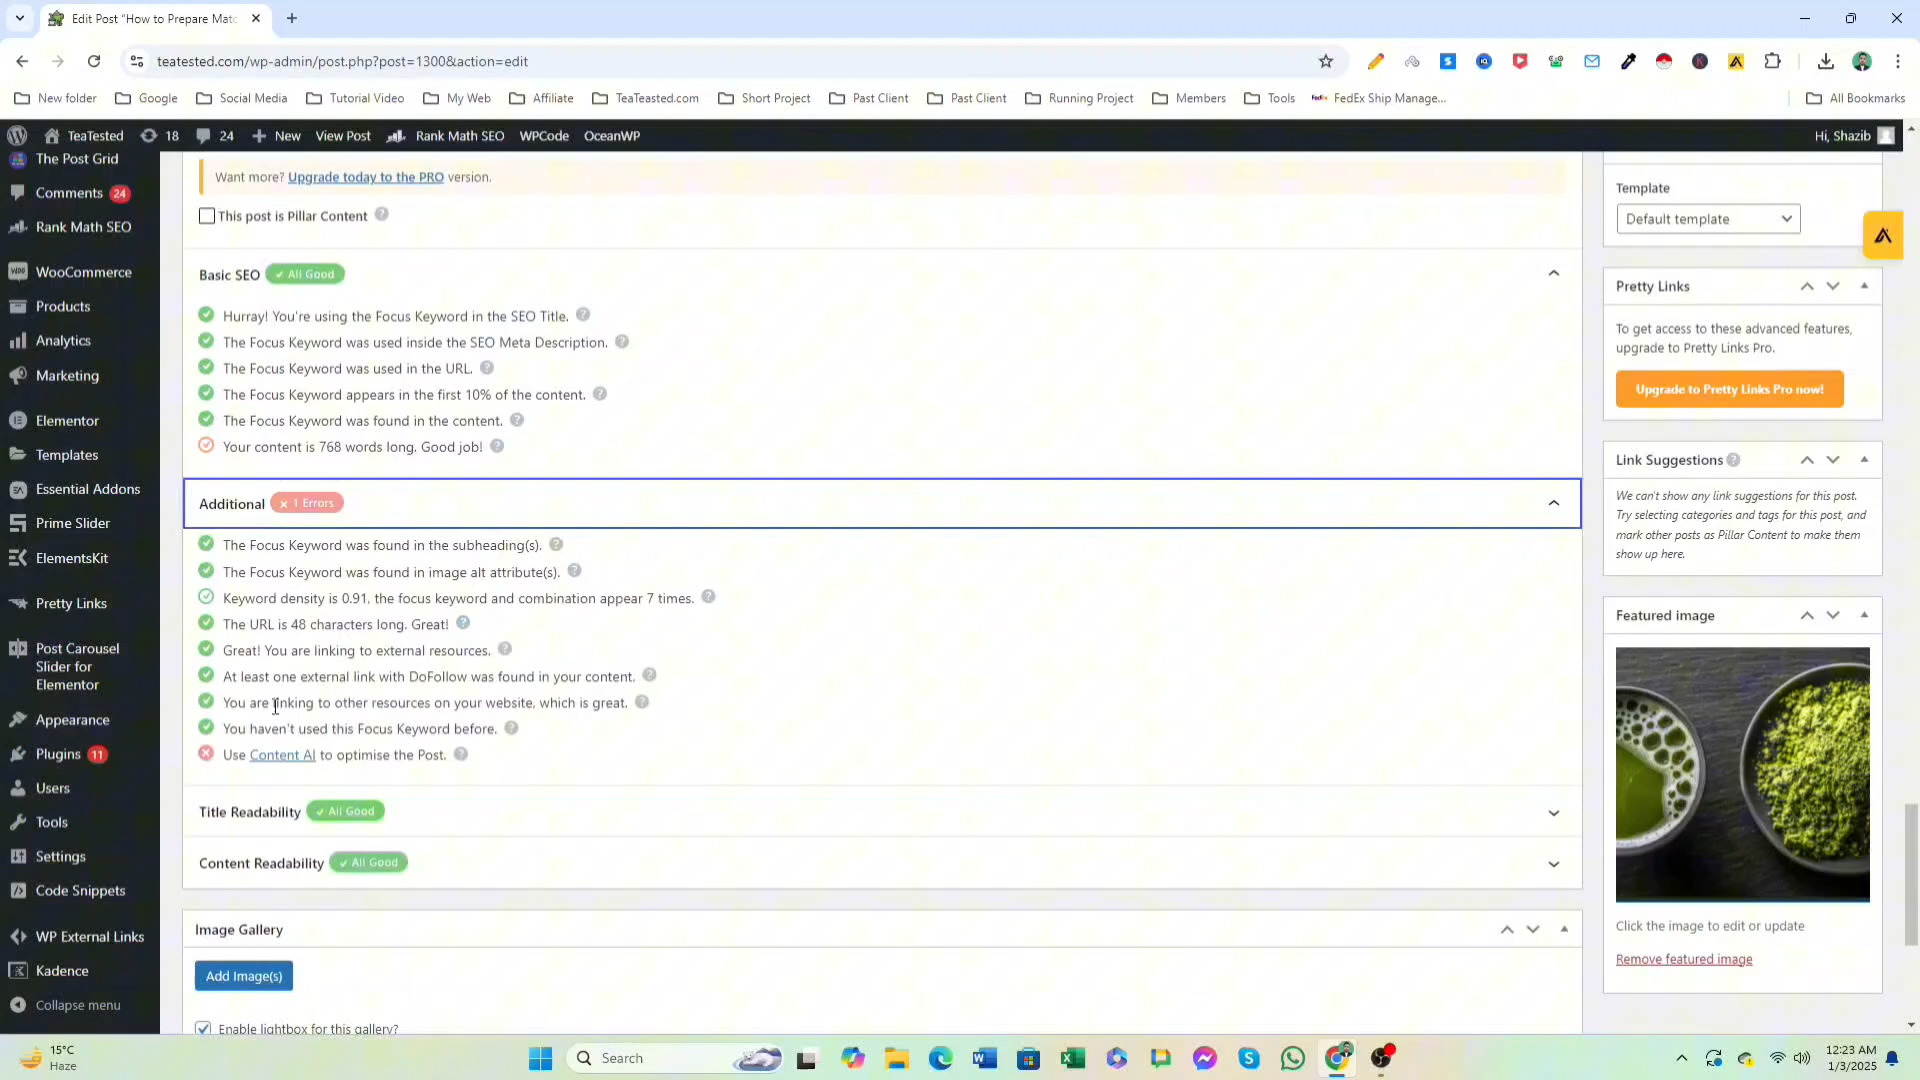 Edit Post "How to Prepare Matc
teatested.com/wp-admin/post.php?post=1300&action=edit
New folder
Google
Social Media
Tutorial Video
My Web
Affiliate
TeaTeasted.com
Short Project
Past Client
Past Client
Running Project
Members
Tools
FedEx Ship Manage...
All Bookmarks
TeaTested
18
24
New
View Post
Rank Math SEO
WPCode
OceanWP
Hi, Shazib
The Post Grid
Comments 24
Rank Math SEO
WooCommerce
Products
Analytics
Marketing
Elementor
Templates
Essential Addons
Prime Slider
ElementsKit
Pretty Links
Post Carousel
Slider for
Elementor
Appearance
Plugins 11
Users
Tools
Settings
Code Snippets
WP External Links
Kadence
Collapse menu
Want more? Upgrade today to the PRO version.
This post is Pillar Content
Basic SEO All Good
Hurray! You're using the Focus Keyword in the SEO Title.
The Focus Keyword was used inside the SEO Meta Description.
The Focus Keyword was used in the URL.
The Focus Keyword appears in the first 10% of the content.
The Focus Keyword was found in the content.
Your content is 768 words long. Good job!
Additional × 1 Errors
The Focus Keyword was found in the subheading(s).
The Focus Keyword was found in image alt attribute(s).
Keyword density is 0.91, the focus keyword and combination appear 7 times.
The URL is 48 characters long. Great!
Great! You are linking to external resources.
At least one external link with DoFollow was found in your content.
You are linking to other resources on your website, which is great.
You haven't used this Focus Keyword before.
Use Content AI to optimise the Post.
Title Readability All Good
Content Readability All Good
Image Gallery
Add Image(s)
Enable lightbox for this gallery?
Template
Default template
Pretty Links
To get access to these advanced features,
upgrade to Pretty Links Pro.
Upgrade to Pretty Links Pro now!
Link Suggestions
We can't show any link suggestions for this post.
Try selecting categories and tags for this post, and
mark other posts as Pillar Content to make them
show up here.
Featured image
Click the image to edit or update
Remove featured image
15°C
Haze
Search
12:23 AM
1/3/2025